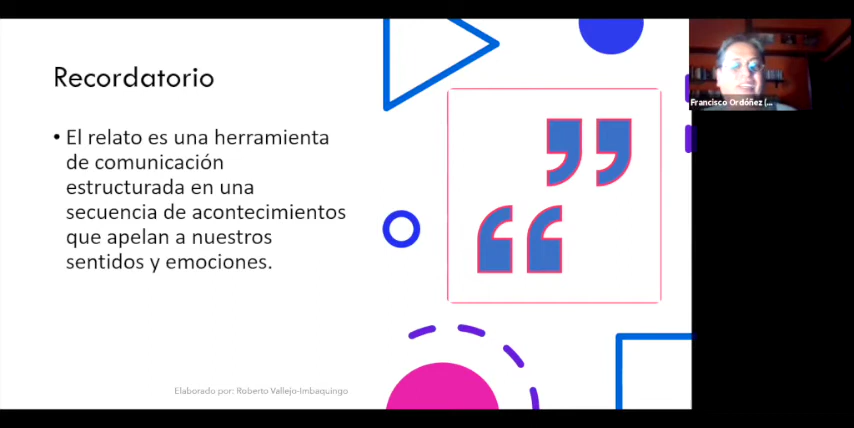 Recordatorio
• El relato es una herramienta
de comunicación
estructurada en una
secuencia de acontecimientos
que apelan a nuestros
sentidos y emociones.
Elaborado por: Roberto Vallejo-Imbaquingo
Francisco Ordóñez (...